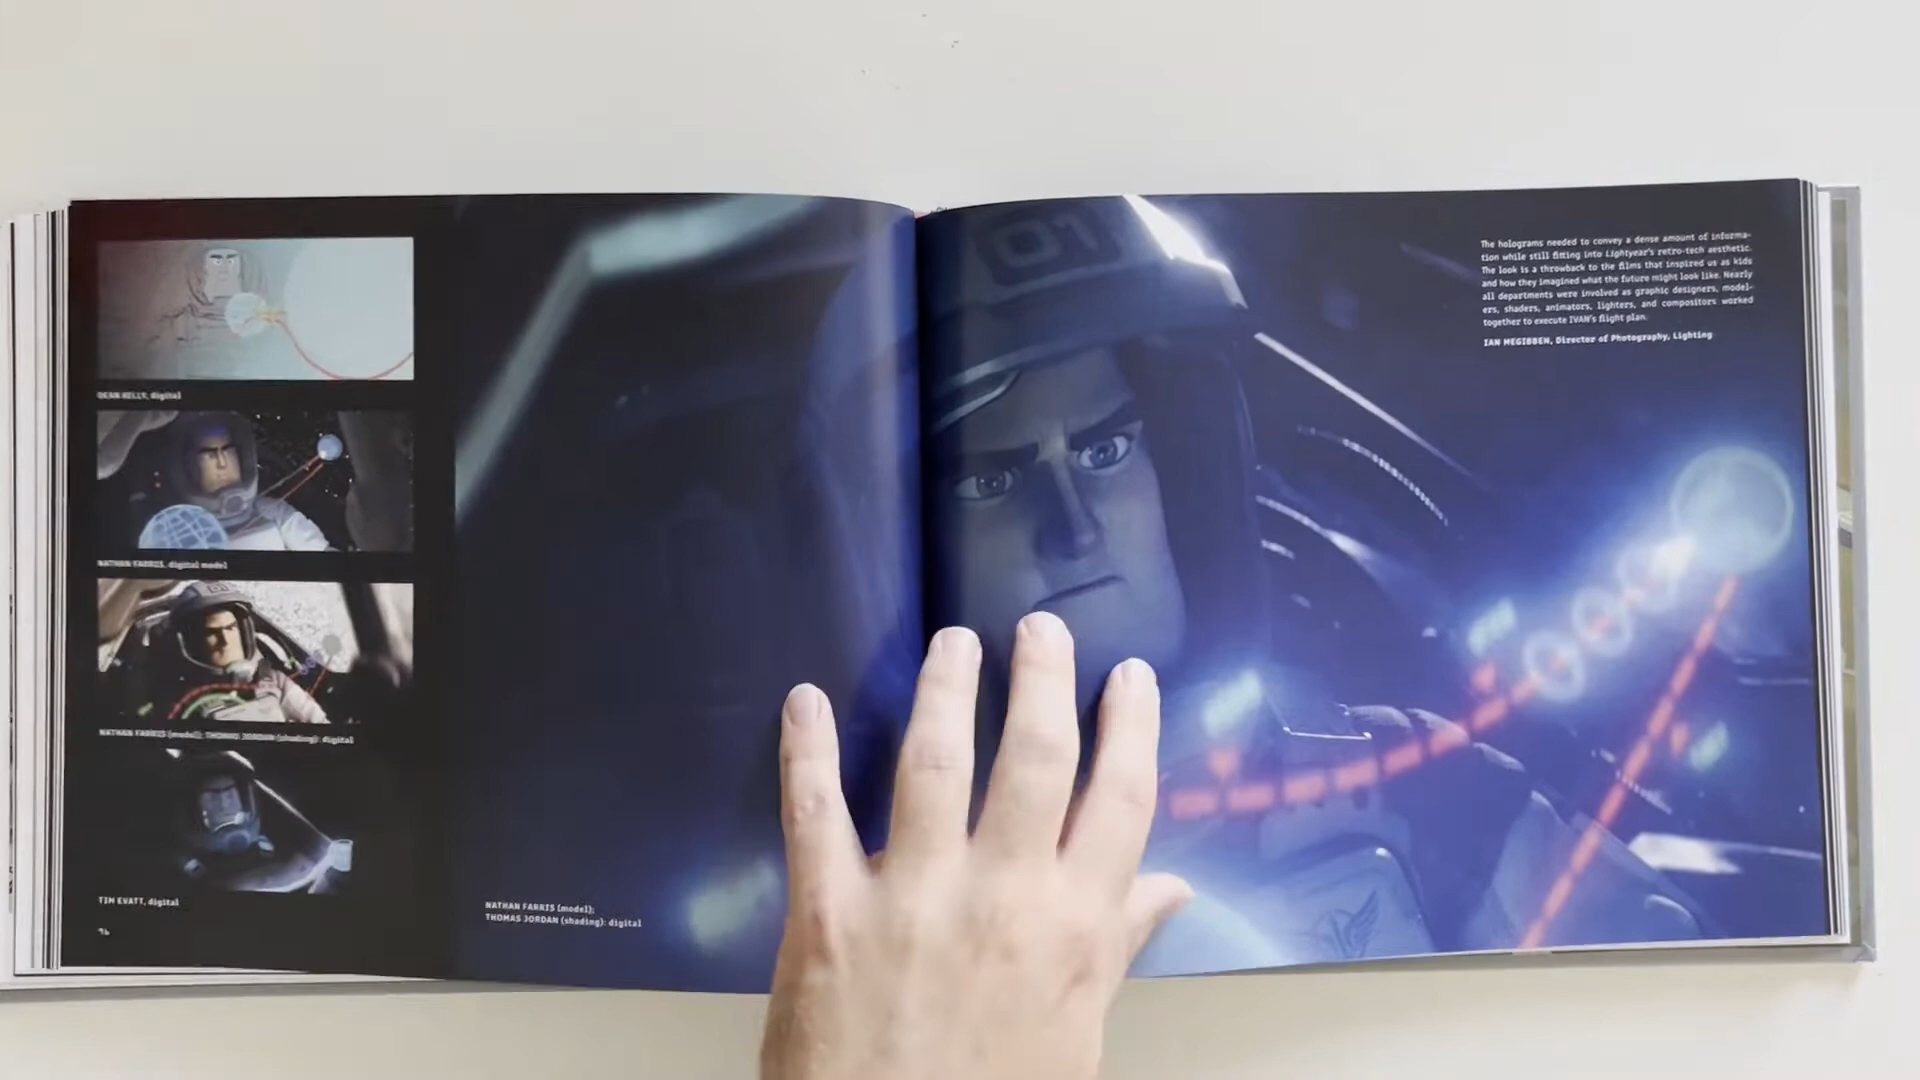 DEAN KELLY, digital
NATHAN FARRIS, digital model
NATHAN FARRIS (model); THOMAS JORDAN (shading): digital
TIM EVATT, digital
76
NATHAN FARRIS (model);
THOMAS JORDAN (shading): digital
01
The holograms needed to convey a dense amount of informa-
tion while still fitting into Lightyear's retro-tech aesthetic.
The look is a throwback to the films that inspired us as kids
and how they imagined what the future might look like. Nearly
all departments were involved as graphic designers, model-
ers, shaders, animators, lighters, and compositors worked
together to execute IVAN's flight plan.
IAN MEGIBBEN, Director of Photography, Lighting